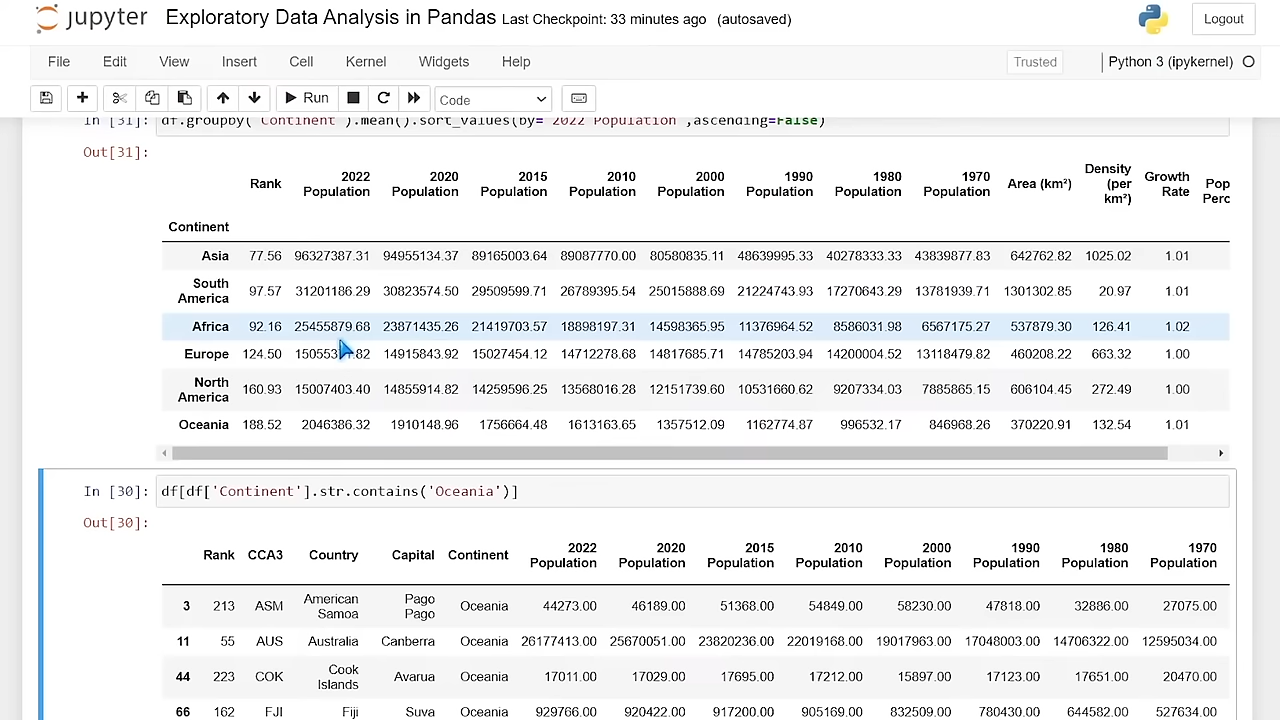 jupyter Exploratory Data Analysis in Pandas Last Checkpoint: 33 minutes ago (autosaved) Logout
File Edit View Insert Cell Kernel Widgets Help Trusted Python 3 (ipykernel)
Run Code
In [31]: df.groupby('Continent').mean().sort_values(by='2022 Population',ascending=False)
Out[31]:
Rank 2022 Population 2020 Population 2015 Population 2010 Population 2000 Population 1990 Population 1980 Population 1970 Population Area (km²) Density (per km²) Growth Rate Pop Perc
Continent
Asia 77.56 96327387.31 94955134.37 89165003.64 89087770.00 80580835.11 48639995.33 40278333.33 43839877.83 642762.82 1025.02 1.01
South America 97.57 31201186.29 30823574.50 29509599.71 26789395.54 25015888.69 21224743.93 17270643.29 13781939.71 1301302.85 20.97 1.01
Africa 92.16 25455879.68 23871435.26 21419703.57 18898197.31 14598365.95 11376964.52 8586031.98 6567175.27 537879.30 126.41 1.02
Europe 124.50 14915843.92 15027454.12 14712278.68 14817685.71 14785203.94 14200004.52 13118479.82 460208.22 663.32 1.00
North America 160.93 15007403.40 14855914.82 14259596.25 13568016.28 12151739.60 10531660.62 9207334.03 7885865.15 606104.45 272.49 1.00
Oceania 188.52 2046386.32 1910148.96 1756664.48 1613163.65 1357512.09 1162774.87 996532.17 846968.26 370220.91 132.54 1.01
In [30]: df[df['Continent'].str.contains('Oceania')]
Out[30]:
Rank CCA3 Country Capital Continent 2022 Population 2020 Population 2015 Population 2010 Population 2000 Population 1990 Population 1980 Population 1970 Population
3 213 ASM American Samoa Pago Pago Oceania 44273.00 46189.00 51368.00 54849.00 58230.00 47818.00 32886.00 27075.00
11 55 AUS Australia Canberra Oceania 26177413.00 25670051.00 23820236.00 22019168.00 19017963.00 17048003.00 14706322.00 12595034.00
44 223 COK Cook Islands Avarua Oceania 17011.00 17029.00 17695.00 17212.00 15897.00 17123.00 17651.00 20470.00
66 162 FJI Fiji Suva Oceania 929766.00 920422.00 917200.00 905169.00 832509.00 780430.00 644582.00 527634.00